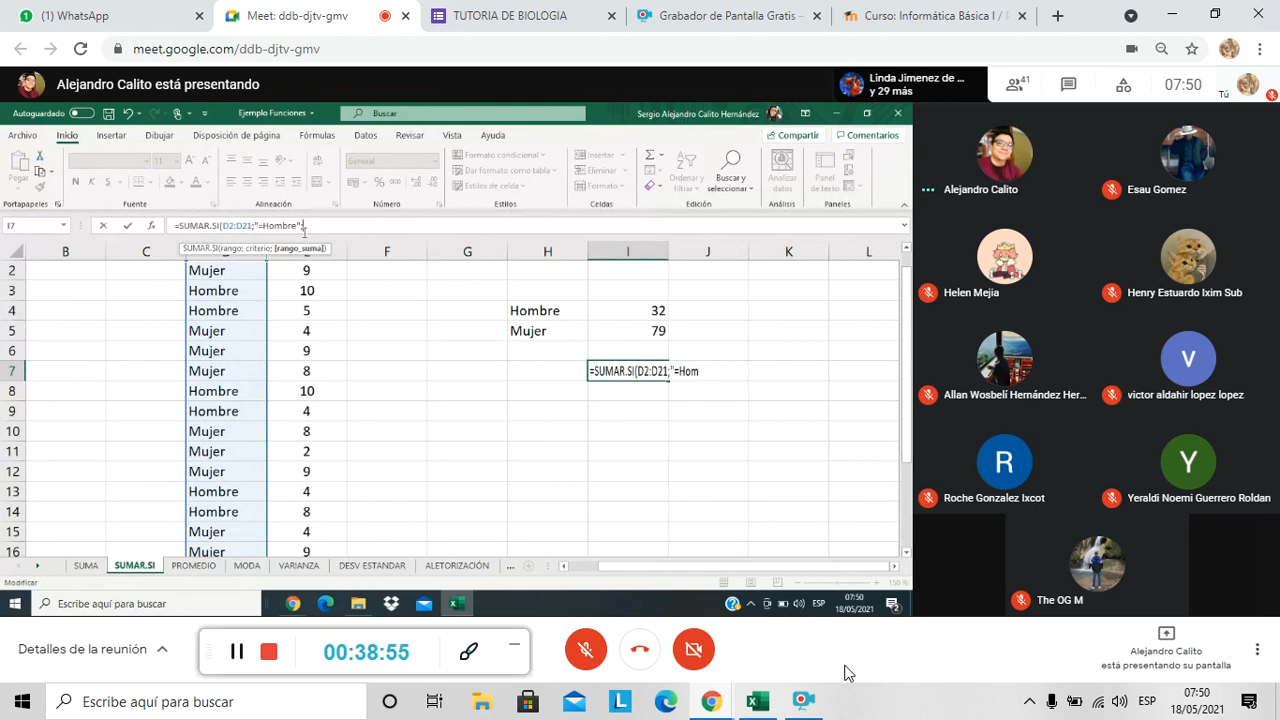 (1) WhatsApp
Meet: ddb-djtv-gmv
TUTORIA DE BIOLOGIA
Grabador de Pantalla Gratis –
Curso: Informática Básica I / P
meet.google.com/ddb-djtv-gmv
Alejandro Calito está presentando
Linda Jimenez de ...
y 29 más
41
07:50
Tú
Autoguardado
Ejemplo Funciones
Buscar
Sergio Alejandro Calito Hernández
Archivo Inicio Insertar Dibujar Disposición de página Fórmulas Datos Revisar Vista Ayuda
Compartir
Comentarios
Pegar
11
General
Formato condicional
Dar formato como tabla
Estilos de celda
Insertar
Eliminar
Formato
Ordenar y filtrar
Buscar y seleccionar
Analizar datos
Panel de texto
Portapapeles Fuente Alineación Número Estilos Celdas Edición Análisis
I7
=SUMAR.SI(D2:D21;"=Hombre";
SUMAR.SI(rango; criterio; [rango_suma])
B C G H I J K L
2 Mujer 9
3 Hombre 10
4 Hombre 5 Hombre 32
5 Mujer 4 Mujer 79
6 Mujer 9
7 Mujer 8 =SUMAR.SI(D2:D21;"=Hom
8 Hombre 10
9 Hombre 4
10 Mujer 8
11 Mujer 2
12 Mujer 9
13 Hombre 4
14 Hombre 8
15 Mujer 4
16 Mujer 9
SUMA SUMAR.SI PROMEDIO MODA VARIANZA DESV ESTANDAR ALETORIZACIÓN ...
Modificar
150 %
Escribe aquí para buscar
ESP
07:50
18/05/2021
2
Alejandro Calito
Esau Gomez
Helen Mejia
Henry Estuardo Ixim Sub
Allan Wosbelí Hernández Her...
V
victor aldahir lopez lopez
R
Roche Gonzalez Ixcot
Y
Yeraldi Noemi Guerrero Roldan
The OG M
Detalles de la reunión
00:38:55
Alejandro Calito
está presentando su pantalla
Escribe aquí para buscar
ESP
07:50
18/05/2021